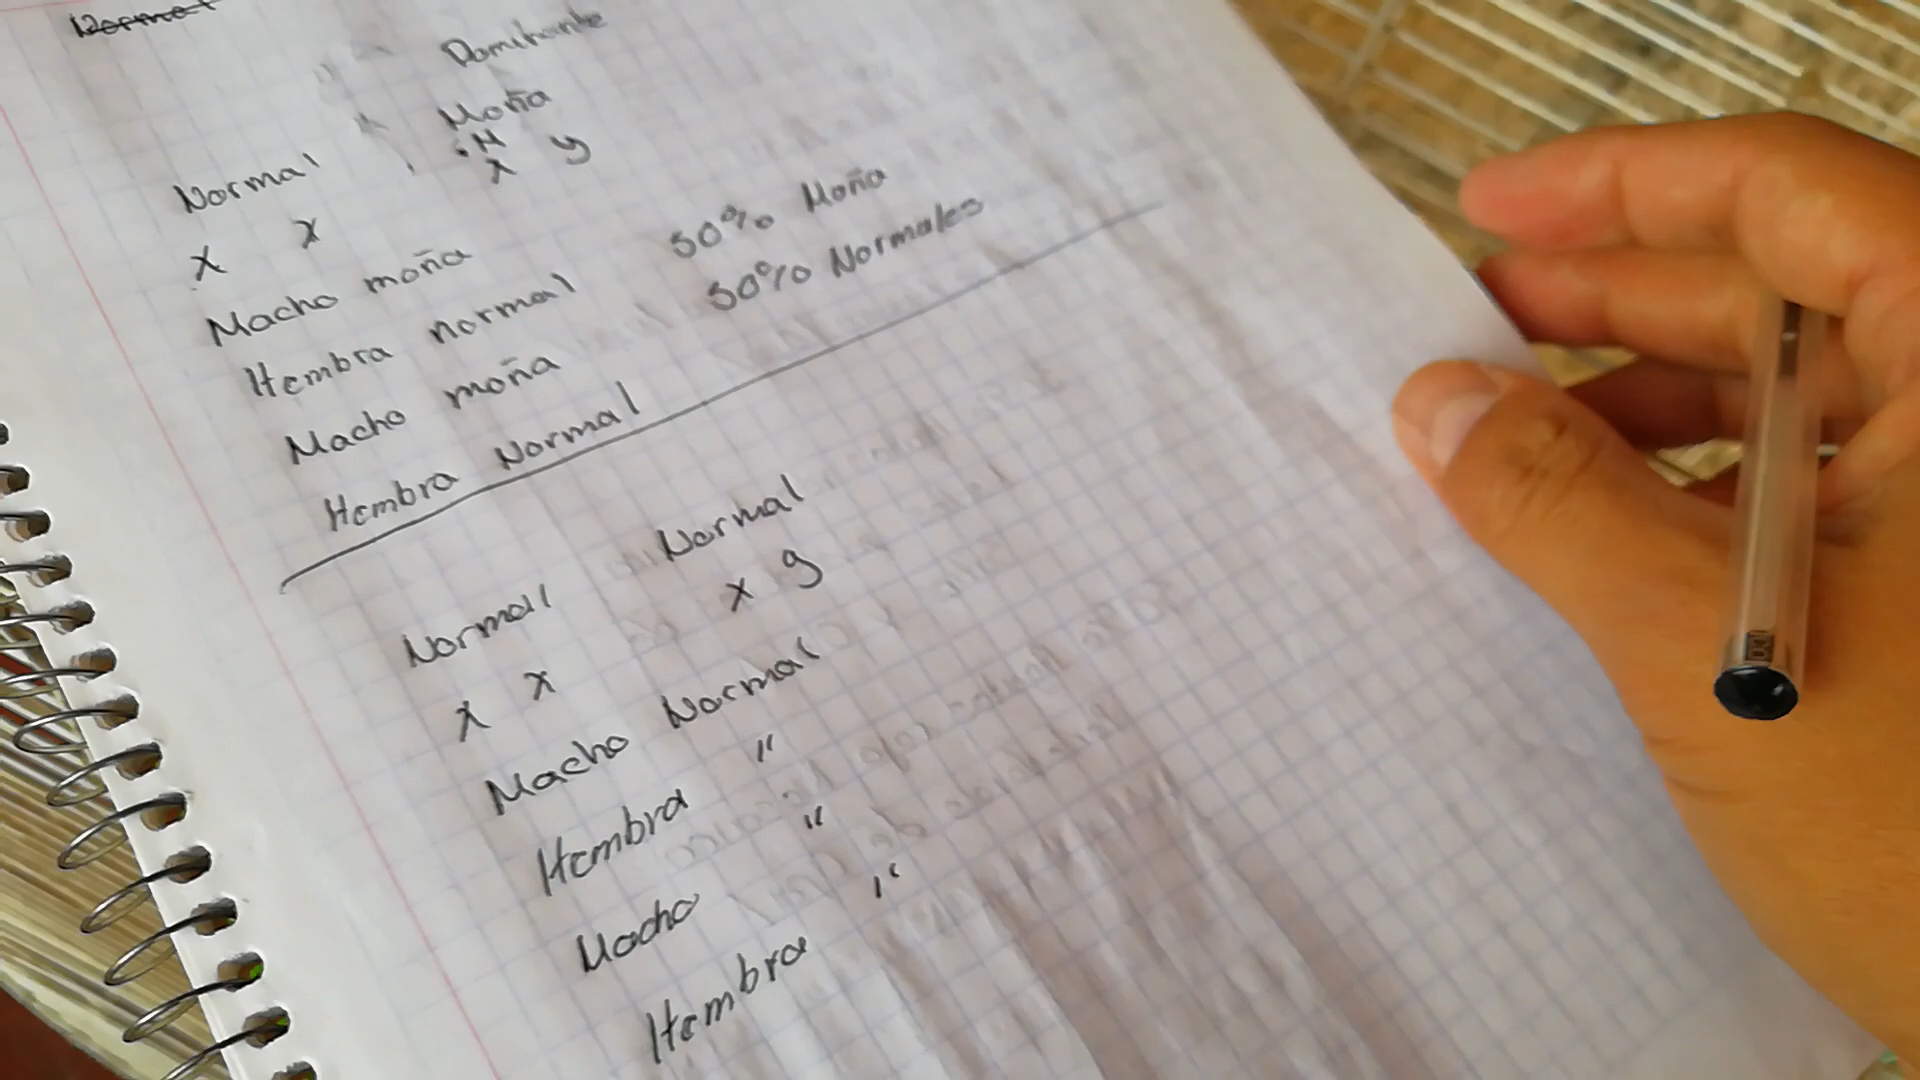 Normal
Dominante
Normal Moña
M
X X X y
Macho moña 50% Moña
Hembra normal 50% Normales
Macho moña
Hembra Normal
Normal Normal
X X X y
Macho Normal
Hembra "
Macho "
Hembra "